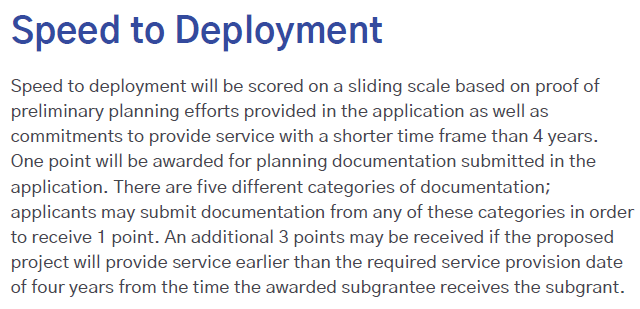 Speed to Deployment
Speed to deployment will be scored on a sliding scale based on proof of
preliminary planning efforts provided in the application as well as
commitments to provide service with a shorter time frame than 4 years.
One point will be awarded for planning documentation submitted in the
application. There are five different categories of documentation;
applicants may submit documentation from any of these categories in order
to receive 1 point. An additional 3 points may be received if the proposed
project will provide service earlier than the required service provision date
of four years from the time the awarded subgrantee receives the subgrant.